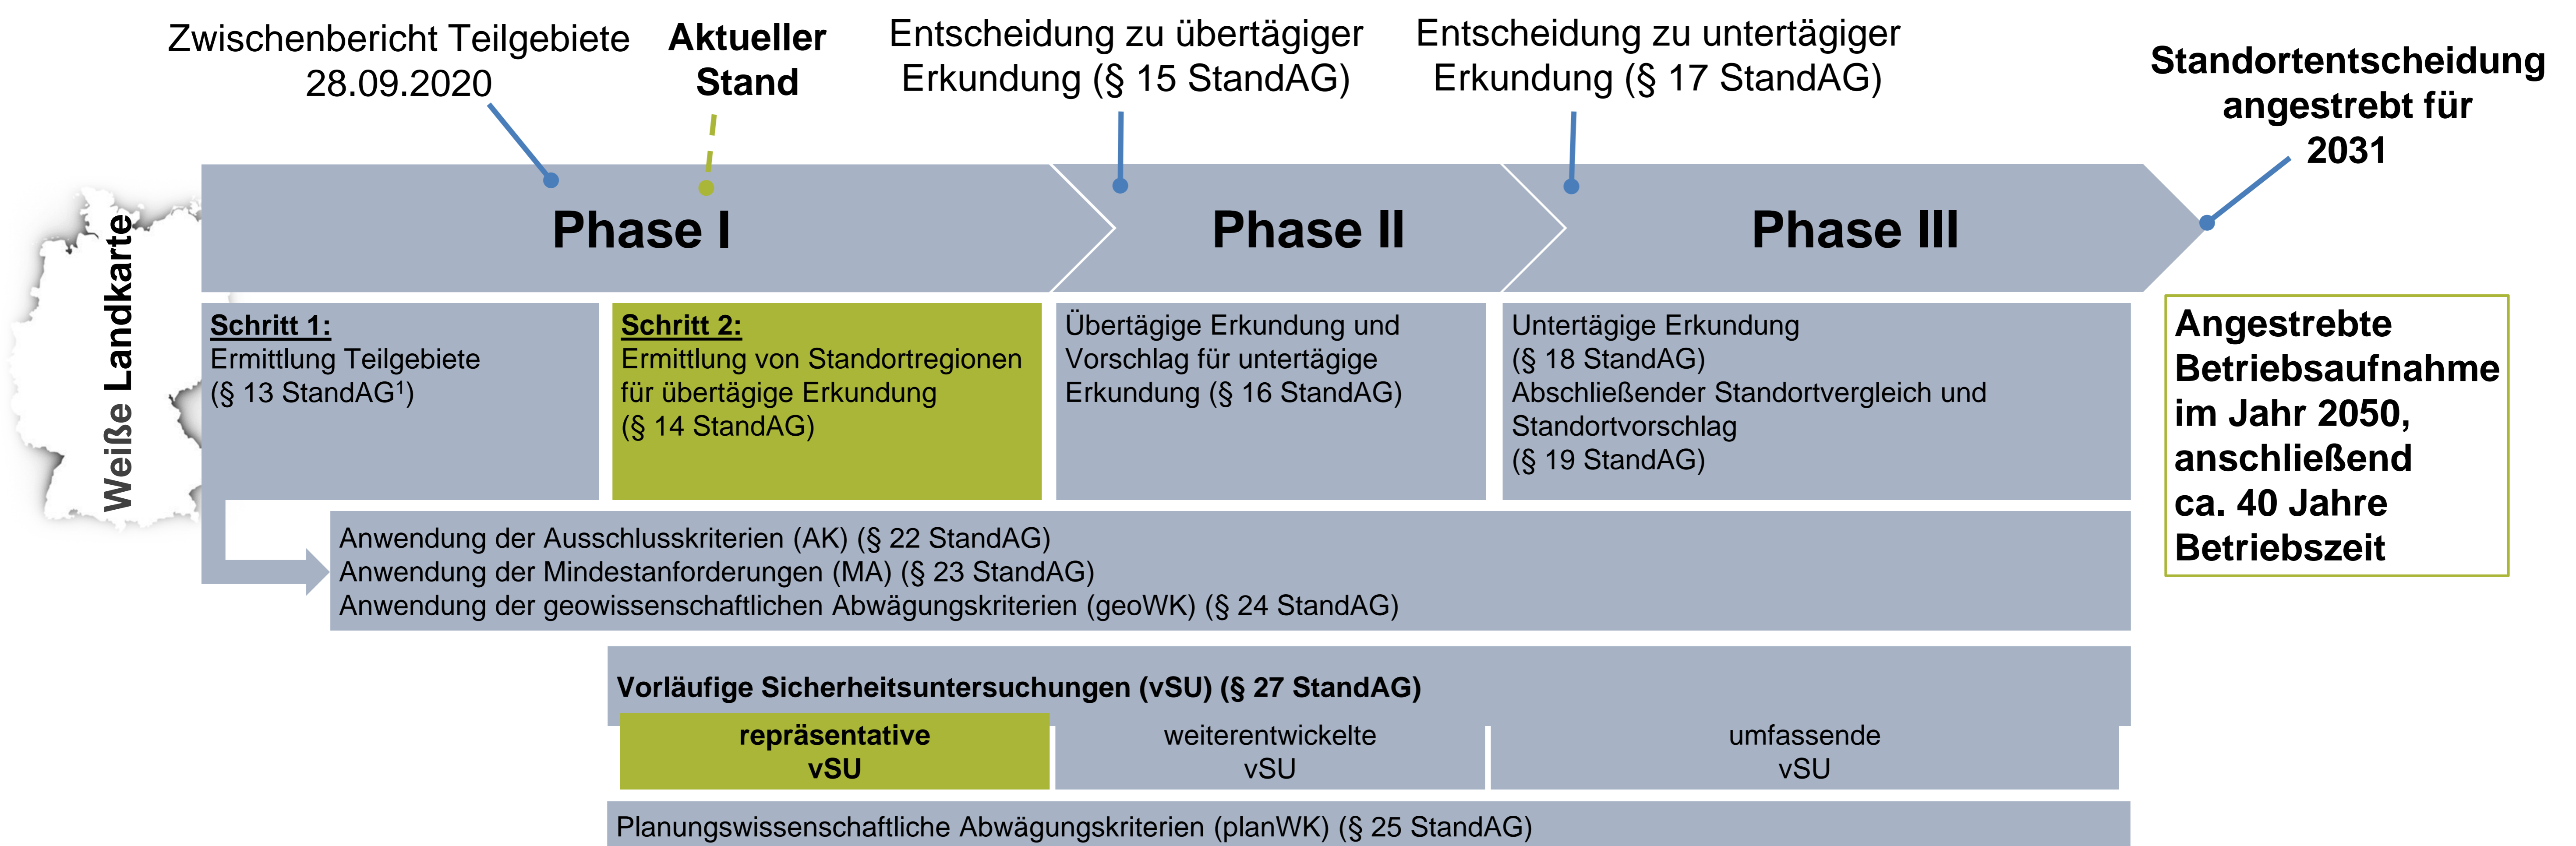 Zwischenbericht Teilgebiete
28.09.2020
Aktueller
Stand
Entscheidung zu übertägiger
Erkundung (§ 15 StandAG)
Entscheidung zu untertägiger
Erkundung (§ 17 StandAG)
Standortentscheidung
angestrebt für
2031
Weiße Landkarte
Phase I
Phase II
Phase III
Schritt 1:
Ermittlung Teilgebiete
(§ 13 StandAG¹)
Schritt 2:
Ermittlung von Standortregionen
für übertägige Erkundung
(§ 14 StandAG)
Übertägige Erkundung und
Vorschlag für untertägige
Erkundung (§ 16 StandAG)
Untertägige Erkundung
(§ 18 StandAG)
Abschließender Standortvergleich und
Standortvorschlag
(§ 19 StandAG)
Angestrebte
Betriebsaufnahme
im Jahr 2050,
anschließend
ca. 40 Jahre
Betriebszeit
Anwendung der Ausschlusskriterien (AK) (§ 22 StandAG)
Anwendung der Mindestanforderungen (MA) (§ 23 StandAG)
Anwendung der geowissenschaftlichen Abwägungskriterien (geoWK) (§ 24 StandAG)
Vorläufige Sicherheitsuntersuchungen (vSU) (§ 27 StandAG)
repräsentative
vSU
weiterentwickelte
vSU
umfassende
vSU
Planungswissenschaftliche Abwägungskriterien (planWK) (§ 25 StandAG)